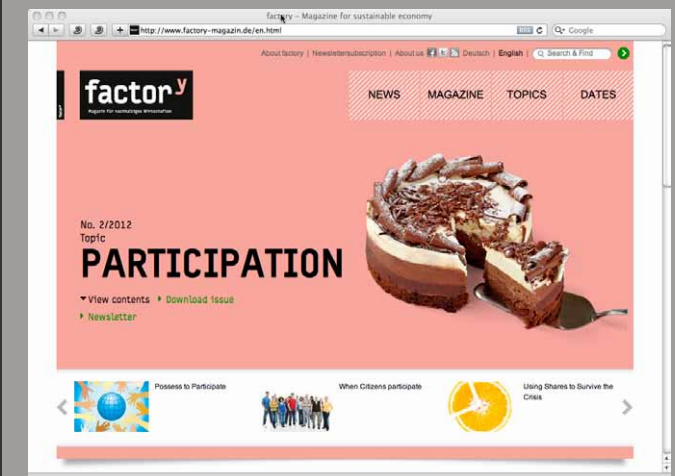 factory – Magazine for sustainable economy
http://www.factory-magazin.de/en.html
RSS
Google
About factory | Newslettersubscription | About us
Deutsch | English |
Search & Find
factory
Magazin für nachhaltiges Wirtschaften
NEWS
MAGAZINE
TOPICS
DATES
No. 2/2012
Topic
PARTICIPATION
View contents
Download issue
Newsletter
Possess to Participate
When Citizens participate
Using Shares to Survive the
Crisis